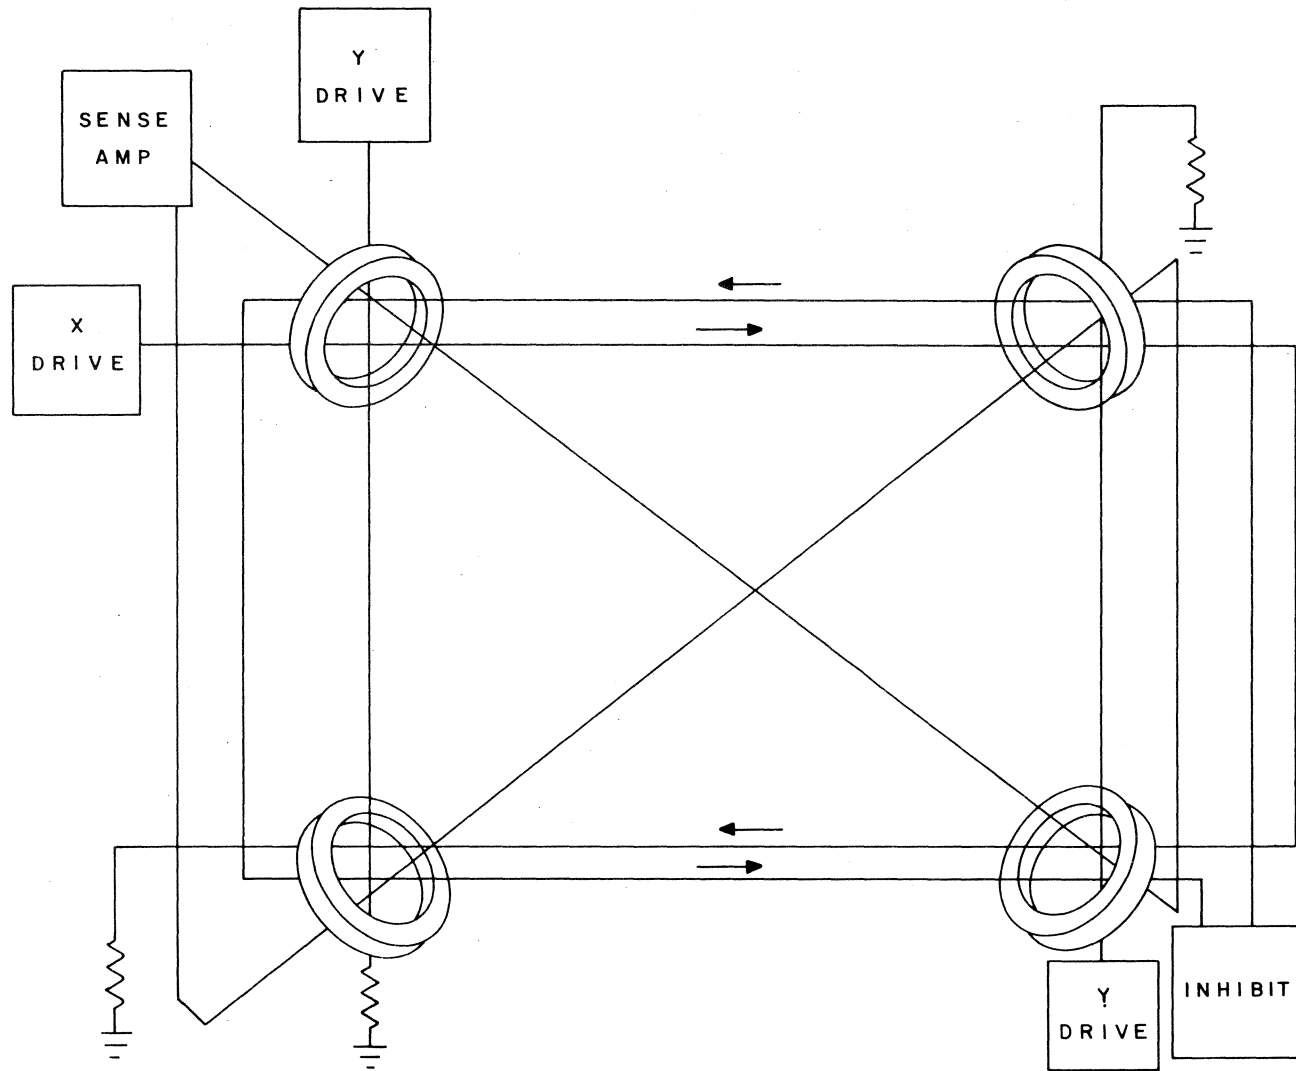 Y
DRIVE
SENSE
AMP
X
DRIVE
Y
DRIVE
INHIBIT